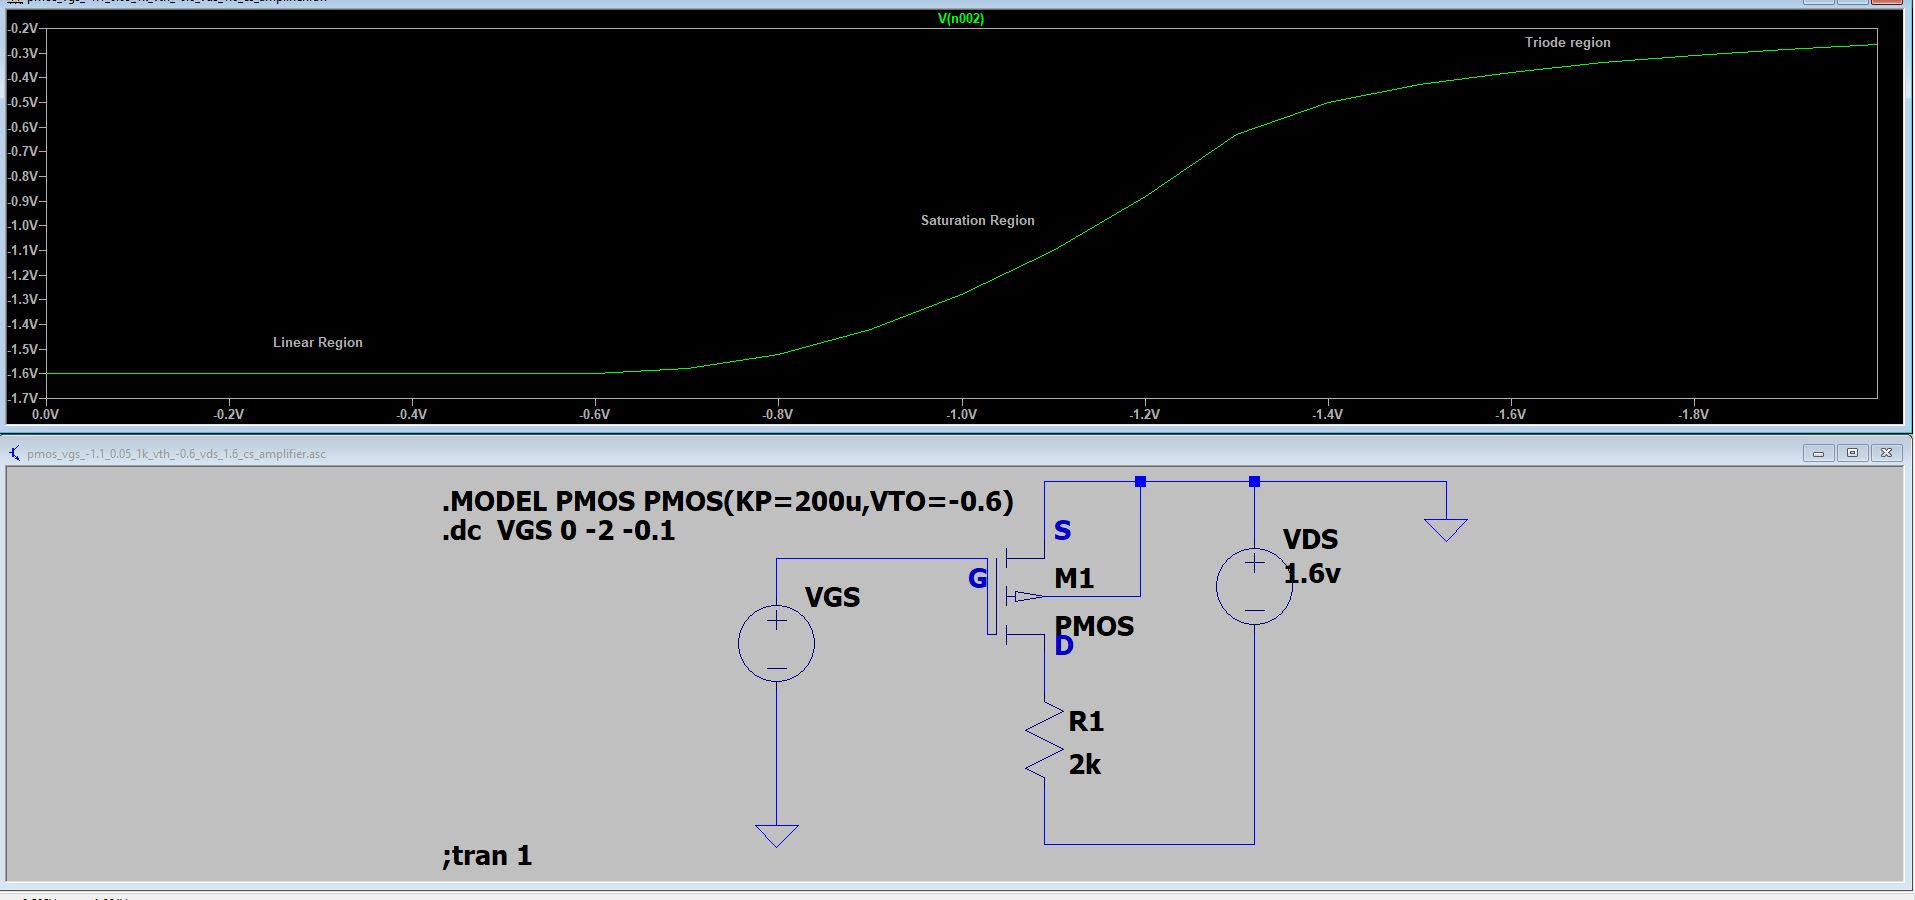 V(n002)
-0.2V
-0.3V
-0.4V
-0.5V
-0.6V
-0.7V
-0.8V
-0.9V
-1.0V
-1.1V
-1.2V
-1.3V
-1.4V
-1.5V
-1.6V
-1.7V
Triode region
Saturation Region
Linear Region
0.0V -0.2V -0.4V -0.6V -0.8V -1.0V -1.2V -1.4V -1.6V -1.8V
pmos_vgs_-1.1_0.05_1k_vth_-0.6_vds_1.6_cs_amplifier.asc
.MODEL PMOS PMOS(KP=200u,VTO=-0.6)
.dc VGS 0 -2 -0.1
S
VDS
1.6v
G
M1
VGS
PMOS
D
R1
2k
;tran 1